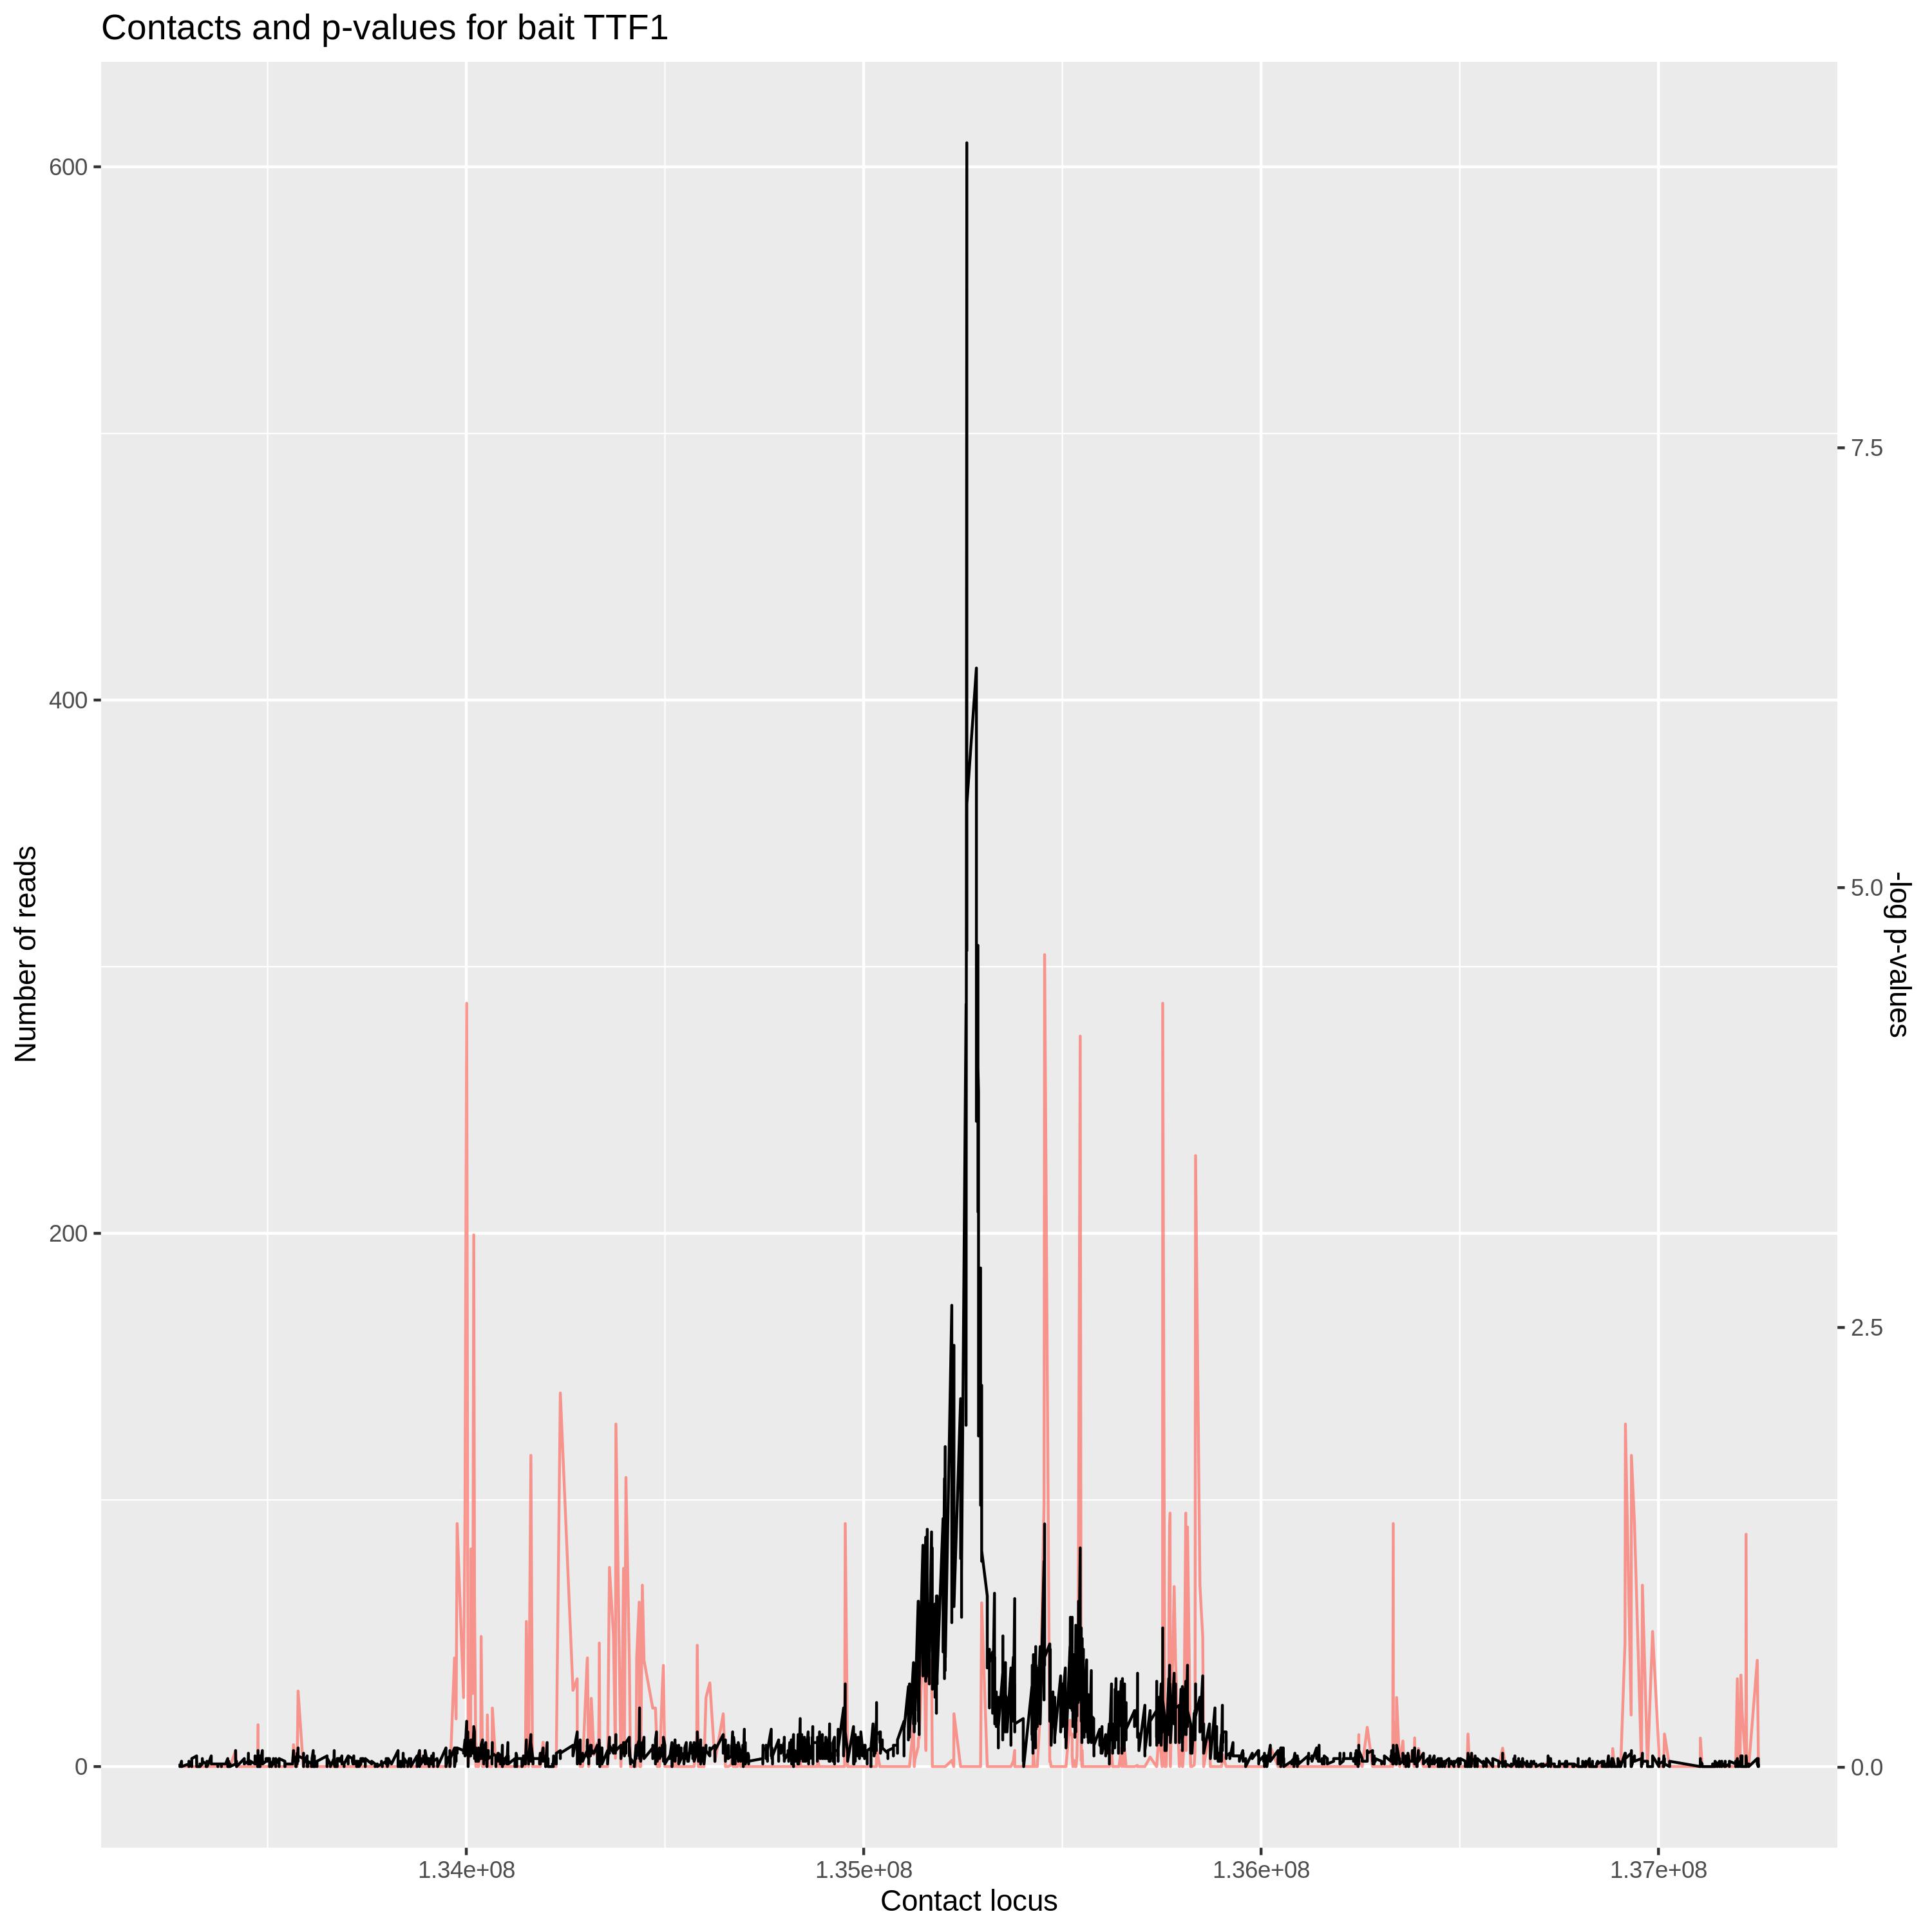 Contacts and p-values for bait TTF1
600
400
200
0
Number of reads
7.5
5.0
2.5
0.0
-log p-values
1.34e+08
1.35e+08
1.36e+08
1.37e+08
Contact locus